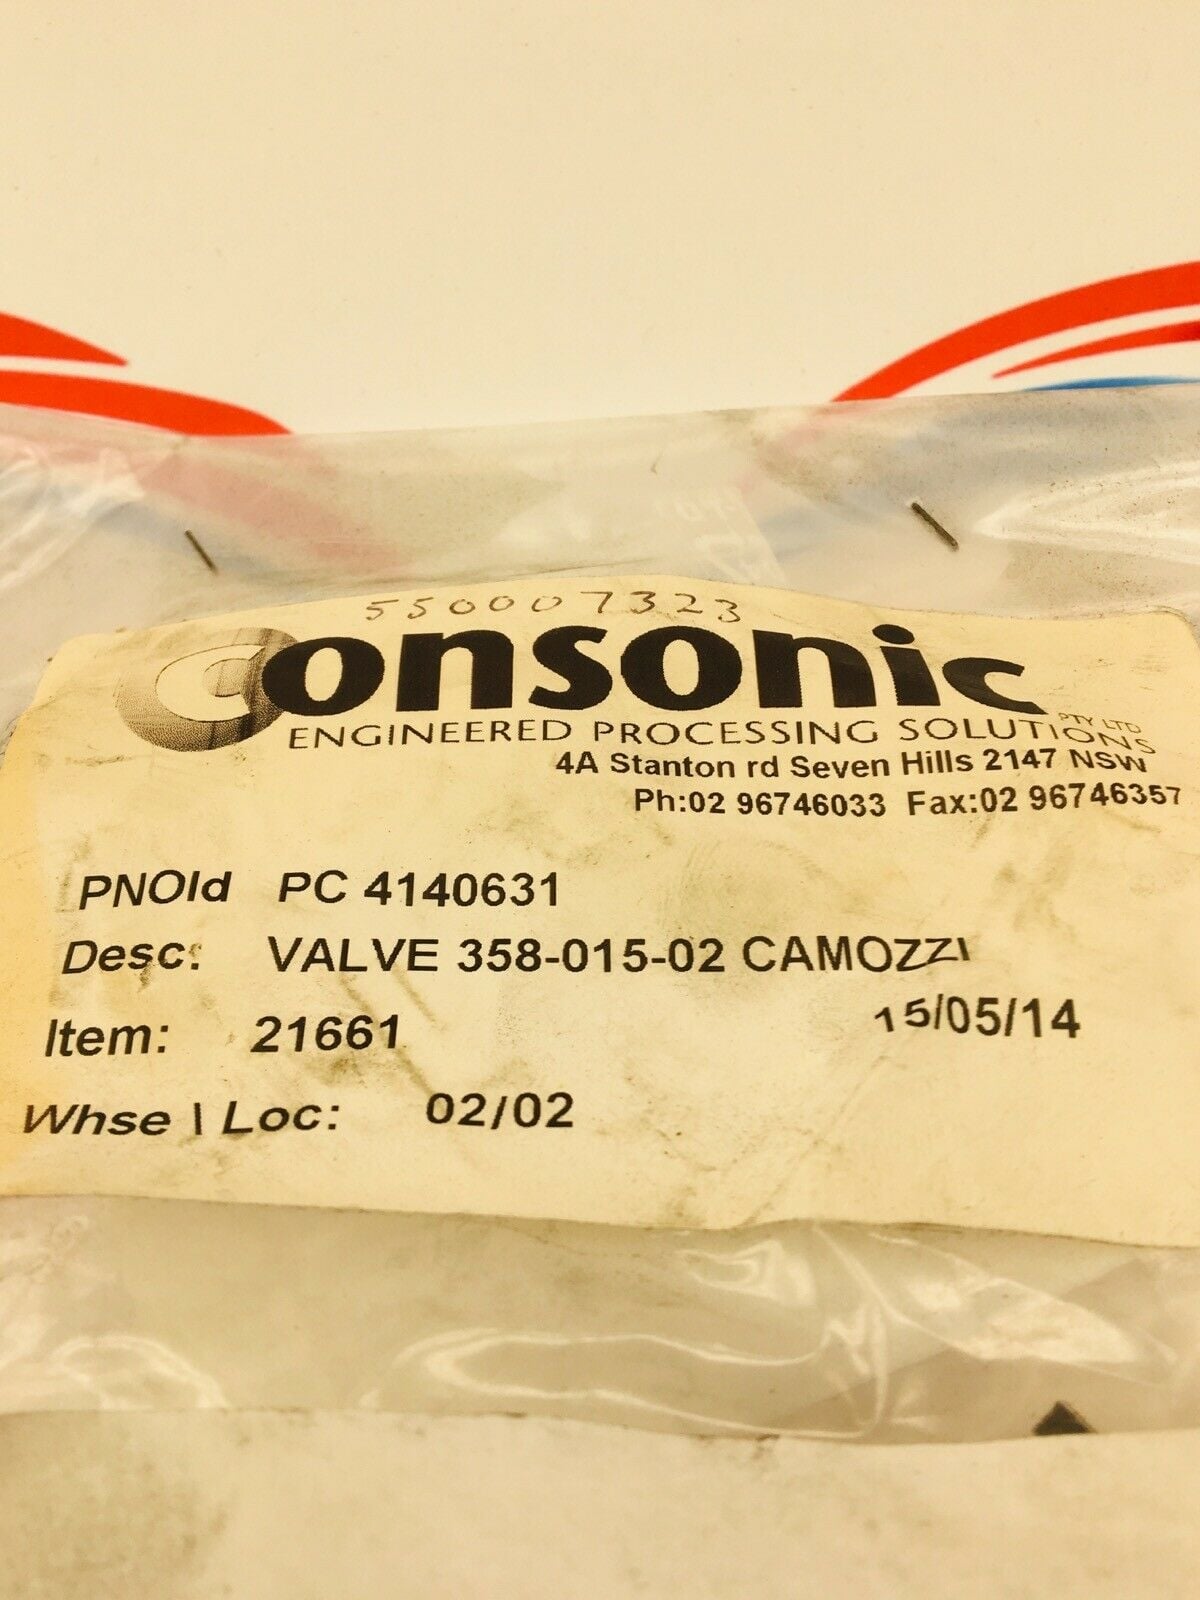 550007323
Consonic
PTY LTD
ENGINEERED PROCESSING SOLUTIONS
4A Stanton rd Seven Hills 2147 NSW
Ph:02 96746033 Fax:02 96746357
PNOld PC 4140631
Desc: VALVE 358-015-02 CAMOZZI
Item: 21661 15/05/14
Whse \ Loc: 02/02